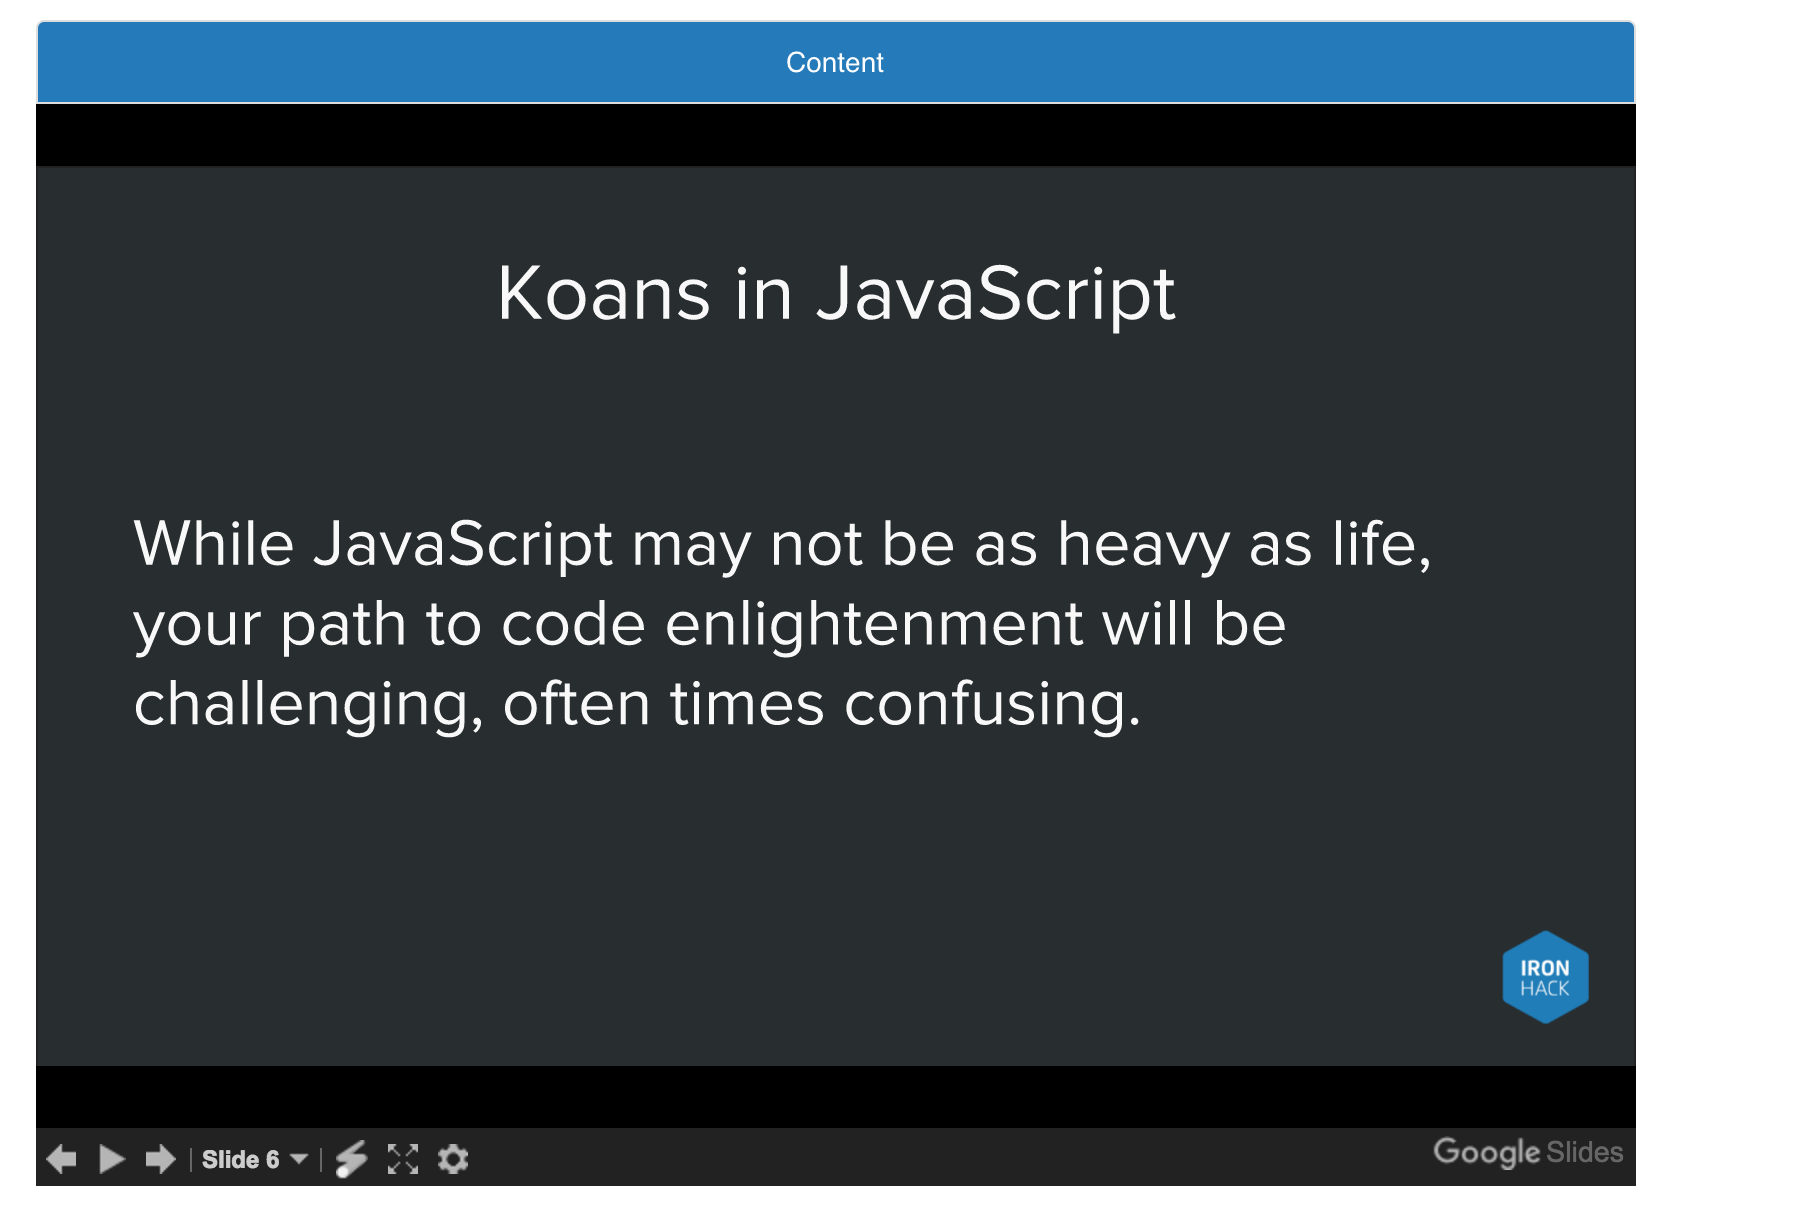 Content
Koans in JavaScript
While JavaScript may not be as heavy as life,
your path to code enlightenment will be
challenging, often times confusing.
IRON
HACK
Slide 6
Google Slides